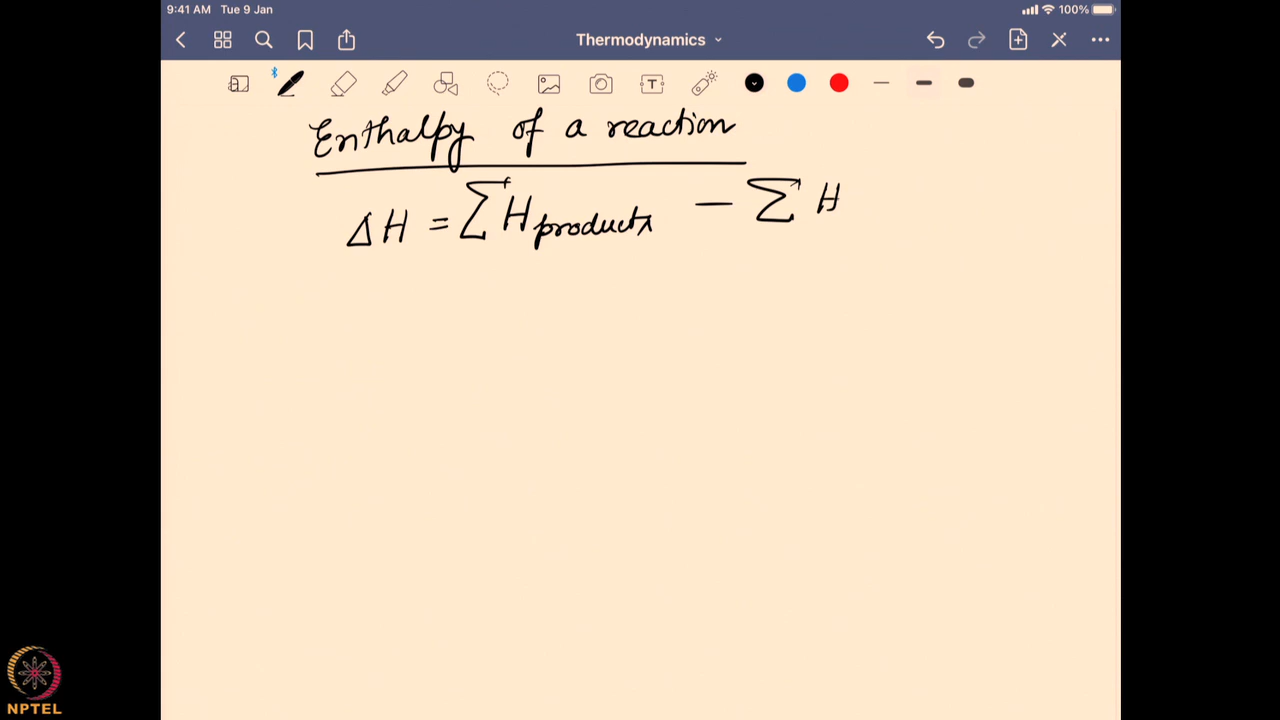 9:41 AM Tue 9 Jan 100%
Thermodynamics
T
Enthalpy of a reaction
ΔH = ∑ H products − ∑ H
NPTEL